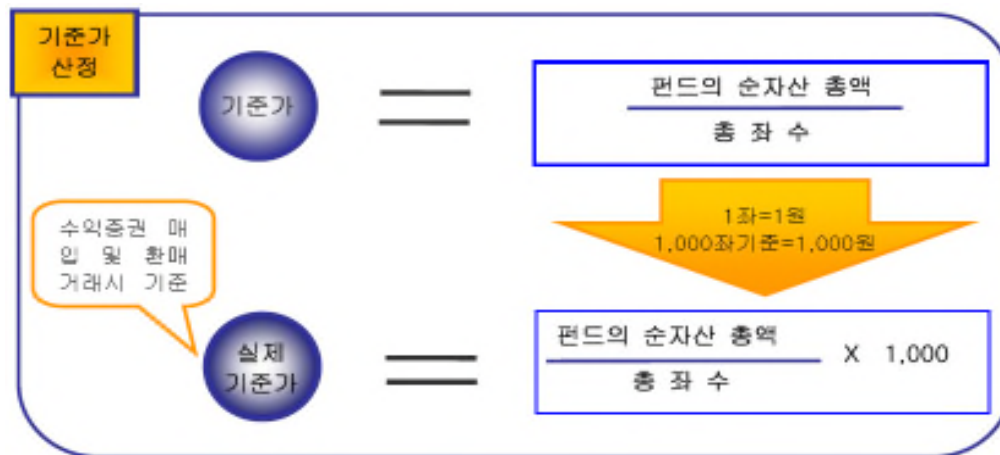 기준가
산정
기준가
펀드의 순자산 총액
총 좌 수
1좌=1원
1,000좌기준=1,000원
수익증권 매
입 및 환매
거래시 기준
실제
기준가
펀드의 순자산 총액
총 좌 수
X 1,000